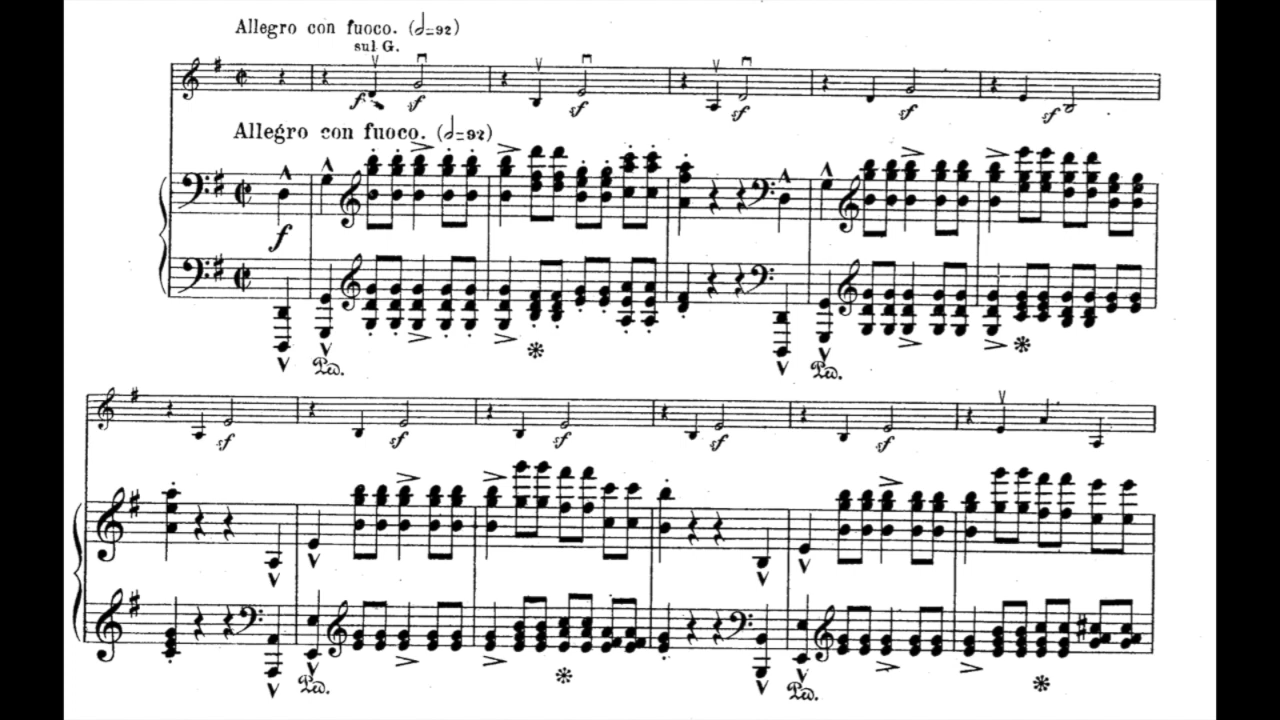 Allegro con fuoco. (𝅗𝅥=92)
sul G.
f sf sf sf sf sf
Allegro con fuoco. (𝅗𝅥=92)
f
Ped. Ped.
sf sf sf sf sf
Ped. Ped.